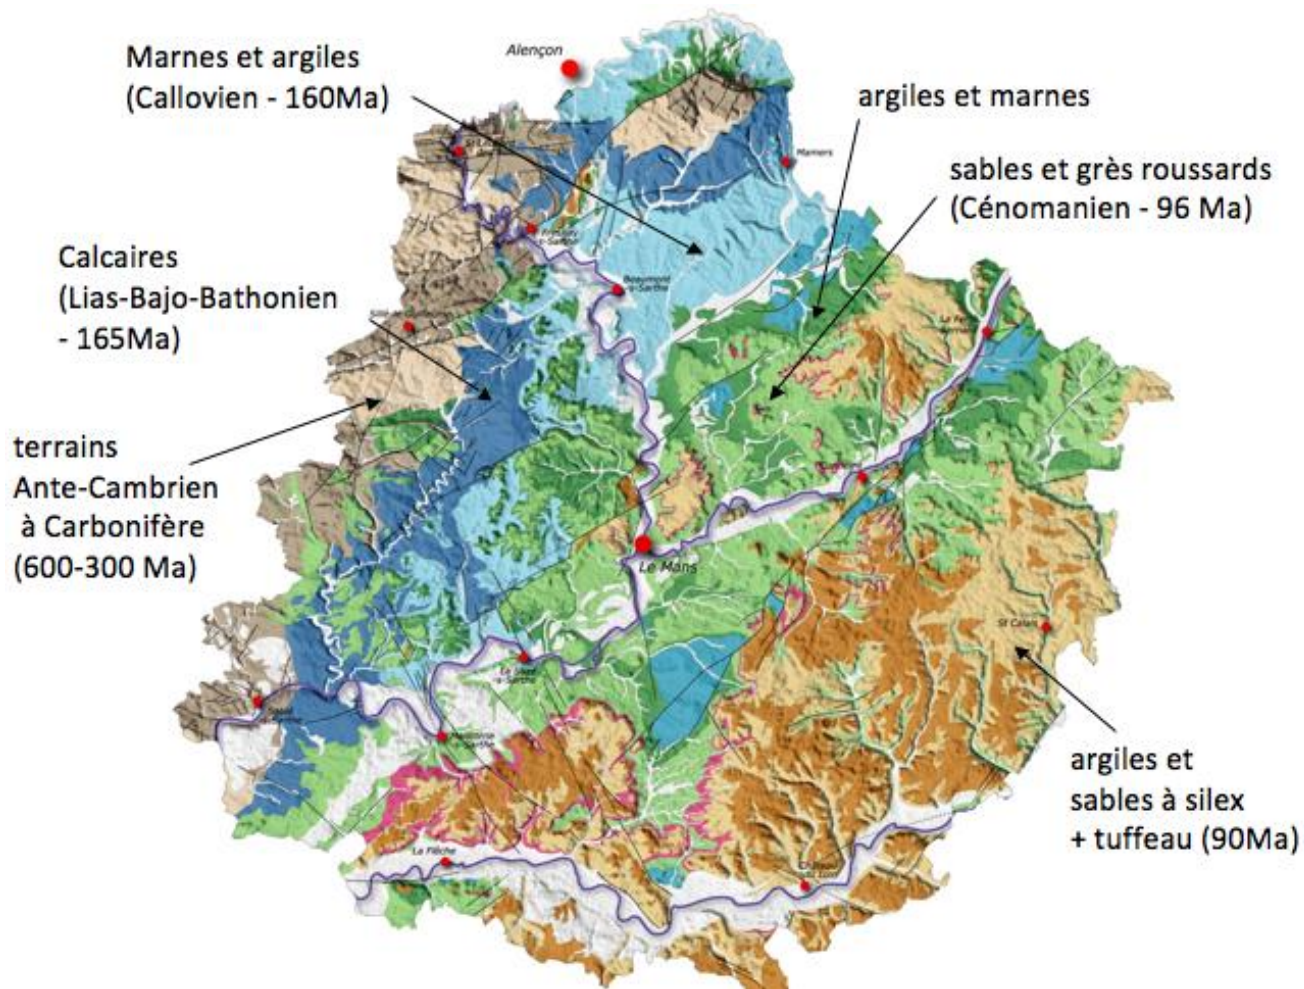 Alençon
Marnes et argiles
(Callovien - 160Ma)
argiles et marnes
Mamers
sables et grès roussards
(Cénomanien - 96 Ma)
Calcaires
(Lias-Bajo-Bathonien
- 165Ma)
Beaumont
s-Sarthe
terrains
Ante-Cambrien
à Carbonifère
(600-300 Ma)
Le Mans
St Calais
argiles et
sables à silex
+ tuffeau (90Ma)
La Flèche